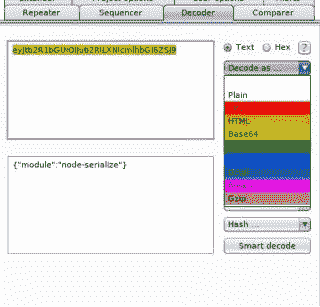 Repeater Sequencer Decoder Comparer
eyJtb2R1bGUiOiJub2RlLXNlcmlhbGl6ZSJ9
Text Hex ?
Decode as
Plain
HTML
Base64
Gzip
{"module":"node-serialize"}
Hash ...
Smart decode